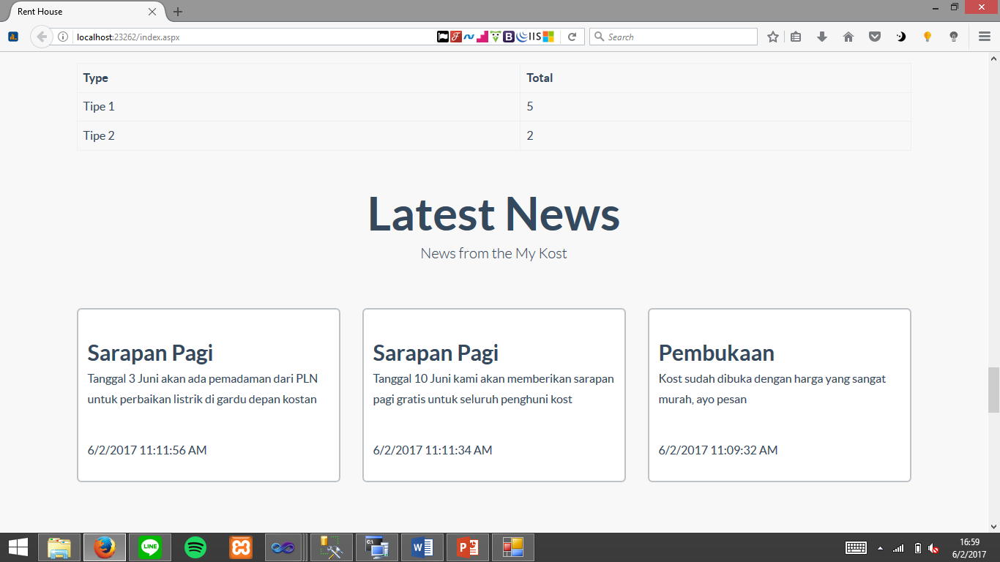 Rent House
localhost:23262/index.aspx
IIS
Search
Type Total
Tipe 1 5
Tipe 2 2
Latest News
News from the My Kost
Sarapan Pagi
Tanggal 3 Juni akan ada pemadaman dari PLN
untuk perbaikan listrik di gardu depan kostan
6/2/2017 11:11:56 AM
Sarapan Pagi
Tanggal 10 Juni kami akan memberikan sarapan
pagi gratis untuk seluruh penghuni kost
6/2/2017 11:11:34 AM
Pembukaan
Kost sudah dibuka dengan harga yang sangat
murah, ayo pesan
6/2/2017 11:09:32 AM
LINE
16:59
6/2/2017